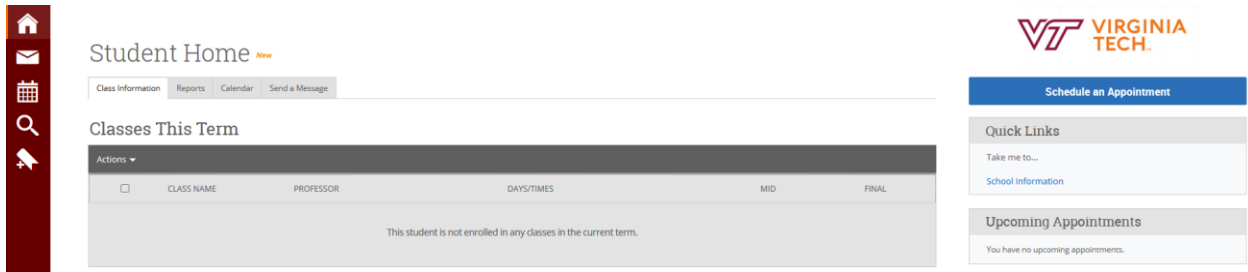 Student Home New
Class Information Reports Calendar Send a Message
Classes This Term
Actions
CLASS NAME PROFESSOR DAYS/TIMES MID FINAL
This student is not enrolled in any classes in the current term.
VT VIRGINIA
TECH
Schedule an Appointment
Quick Links
Take me to...
School Information
Upcoming Appointments
You have no upcoming appointments.